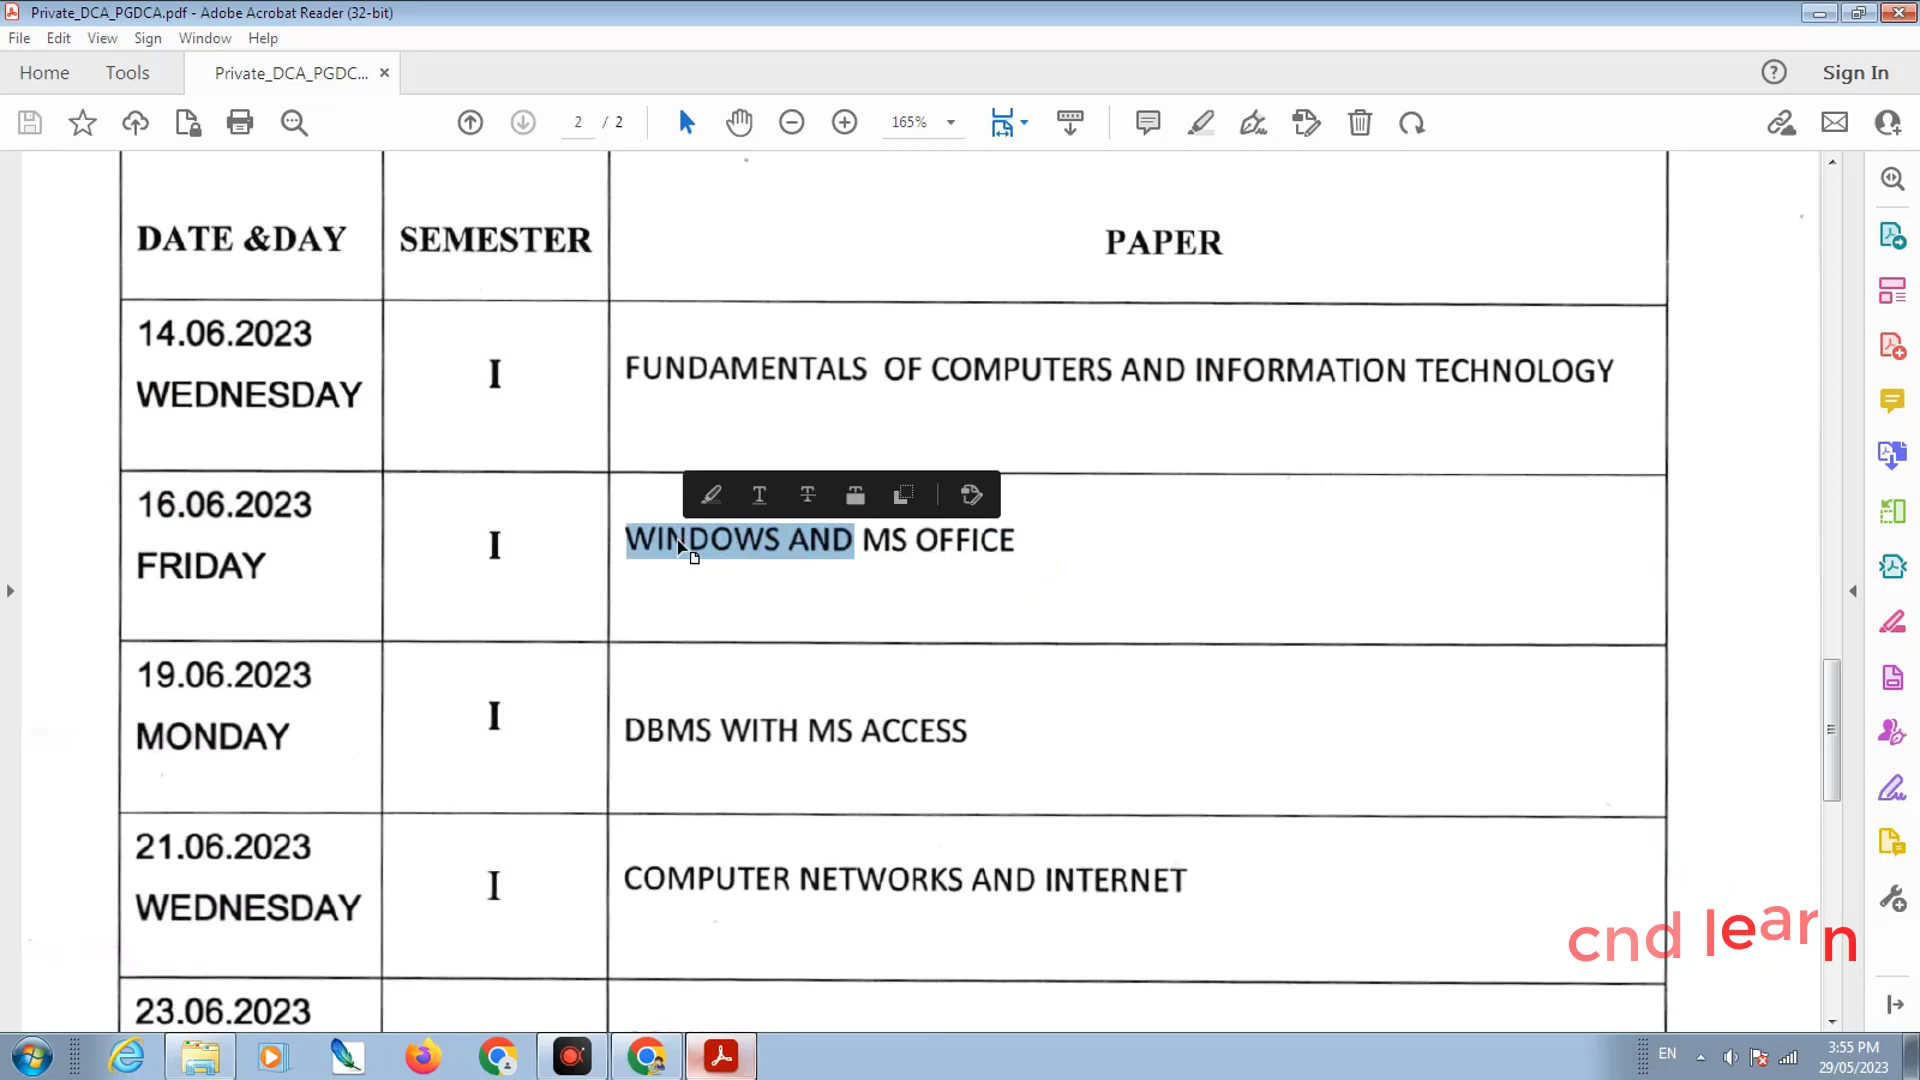 Private_DCA_PGDCA.pdf - Adobe Acrobat Reader (32-bit)
File Edit View Sign Window Help
Home Tools Private_DCA_PGDC... × Sign In
2 / 2 165%
DATE &DAY SEMESTER PAPER
14.06.2023
WEDNESDAY
I
FUNDAMENTALS OF COMPUTERS AND INFORMATION TECHNOLOGY
16.06.2023
FRIDAY
I
WINDOWS AND MS OFFICE
19.06.2023
MONDAY
I
DBMS WITH MS ACCESS
21.06.2023
WEDNESDAY
I
COMPUTER NETWORKS AND INTERNET
23.06.2023
cnd learn
EN
3:55 PM
29/05/2023